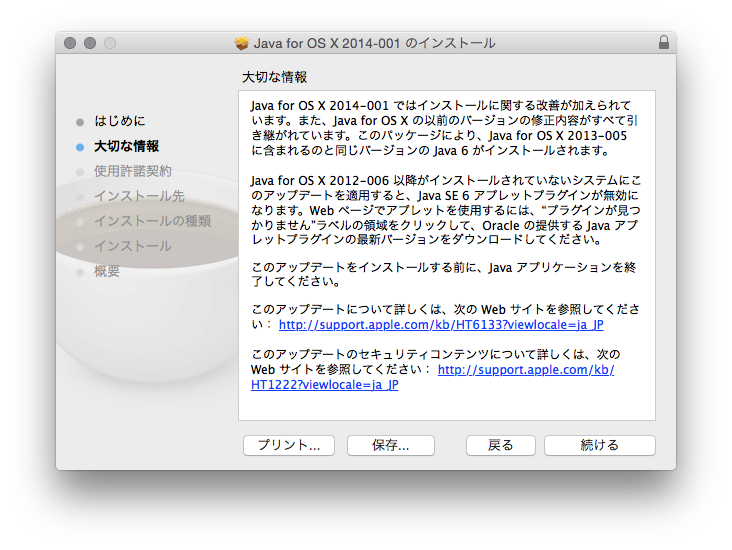 Java for OS X 2014-001 のインストール
大切な情報
はじめに
大切な情報
使用許諾契約
インストール先
インストールの種類
インストール
概要
Java for OS X 2014-001 ではインストールに関する改善が加えられて
います。また、Java for OS X の以前のバージョンの修正内容がすべて引
き継がれています。このパッケージにより、Java for OS X 2013-005
に含まれるのと同じバージョンの Java 6 がインストールされます。
Java for OS X 2012-006 以降がインストールされていないシステムにこ
のアップデートを適用すると、Java SE 6 アプレットプラグインが無効に
なります。Web ページでアプレットを使用するには、“プラグインが見つ
かりません”ラベルの領域をクリックして、Oracle の提供する Java アプ
レットプラグインの最新バージョンをダウンロードしてください。
このアップデートをインストールする前に、Java アプリケーションを終
了してください。
このアップデートについて詳しくは、次の Web サイトを参照してくださ
い： http://support.apple.com/kb/HT6133?viewlocale=ja_JP
このアップデートのセキュリティコンテンツについて詳しくは、次の
Web サイトを参照してください： http://support.apple.com/kb/
HT1222?viewlocale=ja_JP
プリント... 保存... 戻る 続ける